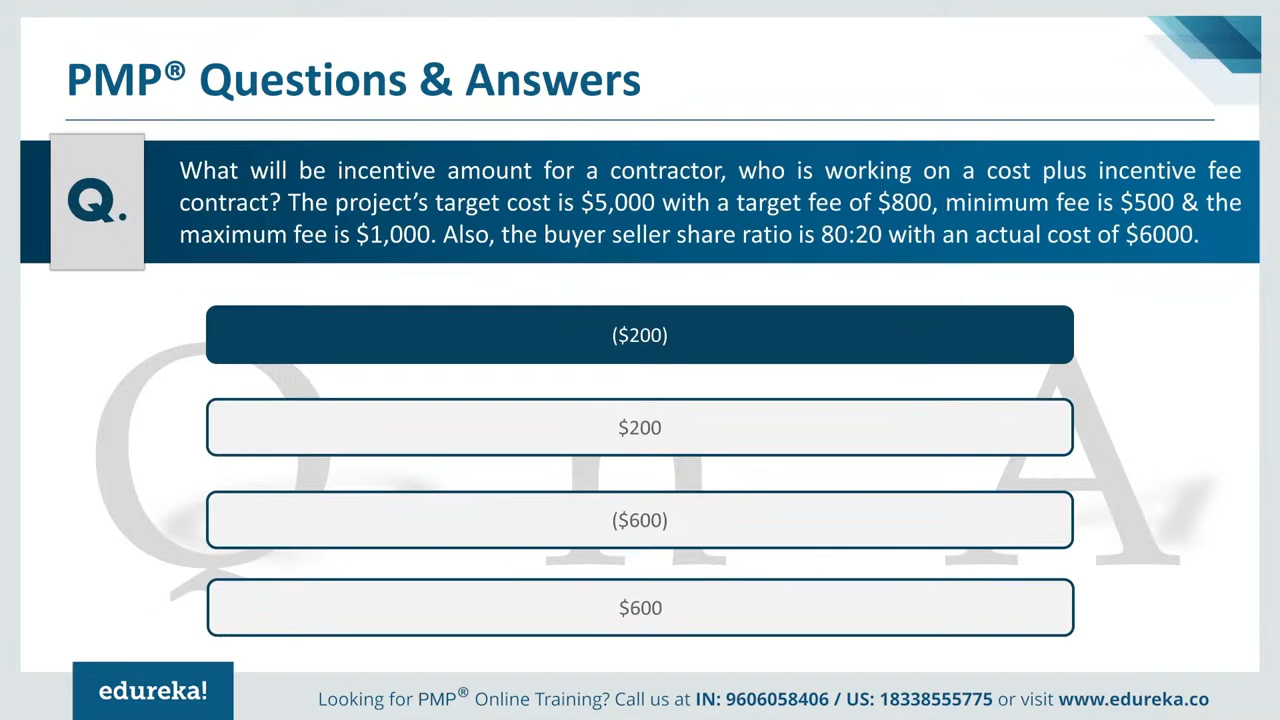 PMP® Questions & Answers
Q.
What will be incentive amount for a contractor, who is working on a cost plus incentive fee
contract? The project's target cost is $5,000 with a target fee of $800, minimum fee is $500 & the
maximum fee is $1,000. Also, the buyer seller share ratio is 80:20 with an actual cost of $6000.
($200)
$200
($600)
$600
Q n A
edureka!
Looking for PMP® Online Training? Call us at IN: 9606058406 / US: 18338555775 or visit www.edureka.co